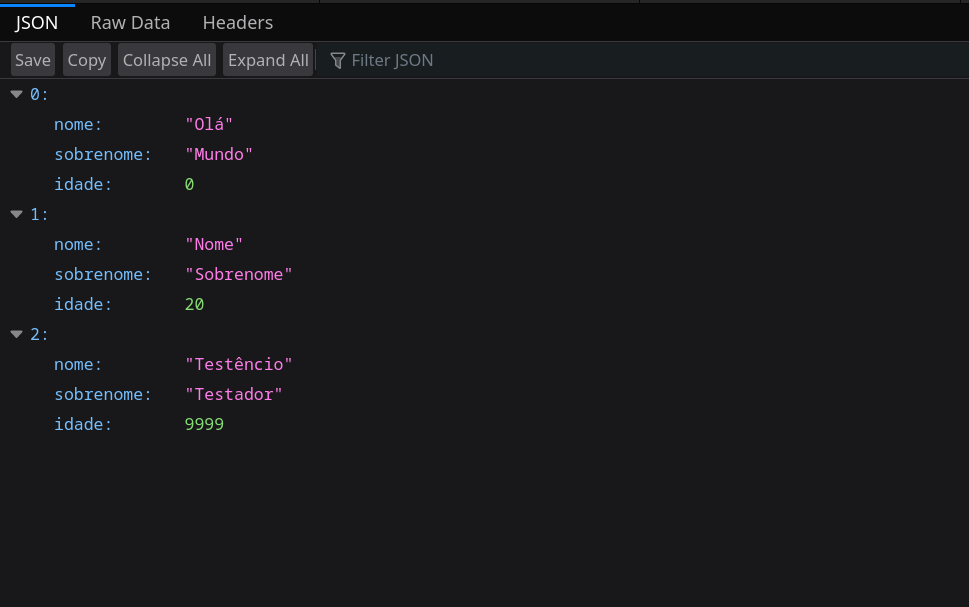 JSON Raw Data Headers
Save Copy Collapse All Expand All Filter JSON
0:
nome: "Olá"
sobrenome: "Mundo"
idade: 0
1:
nome: "Nome"
sobrenome: "Sobrenome"
idade: 20
2:
nome: "Testêncio"
sobrenome: "Testador"
idade: 9999